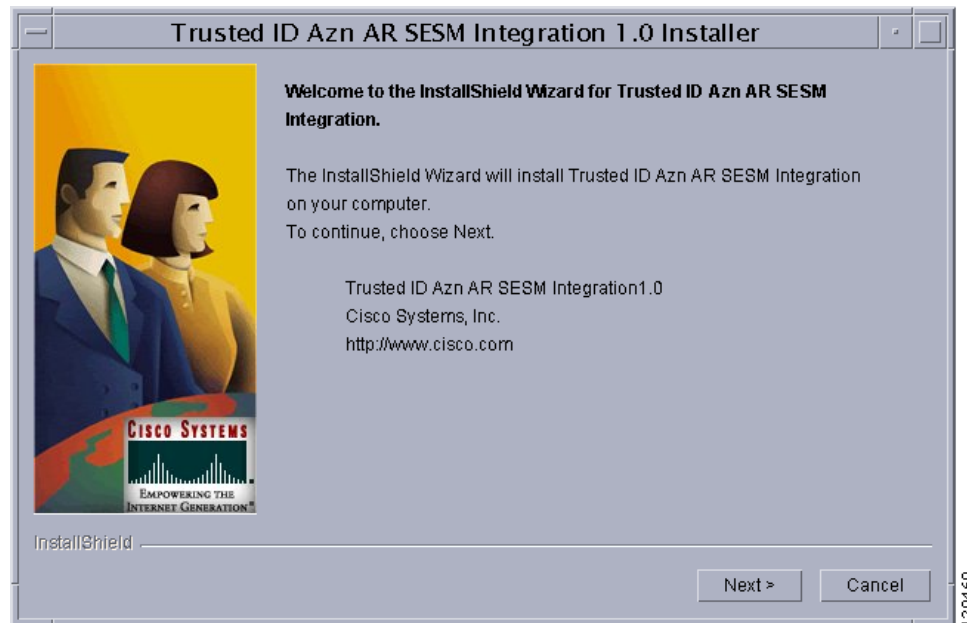 Trusted ID Azn AR SESM Integration 1.0 Installer
Welcome to the InstallShield Wizard for Trusted ID Azn AR SESM
Integration.
The InstallShield Wizard will install Trusted ID Azn AR SESM Integration
on your computer.
To continue, choose Next.
Trusted ID Azn AR SESM Integration1.0
Cisco Systems, Inc.
http://www.cisco.com
CISCO SYSTEMS
EMPOWERING THE
INTERNET GENERATION
InstallShield
Next >
Cancel